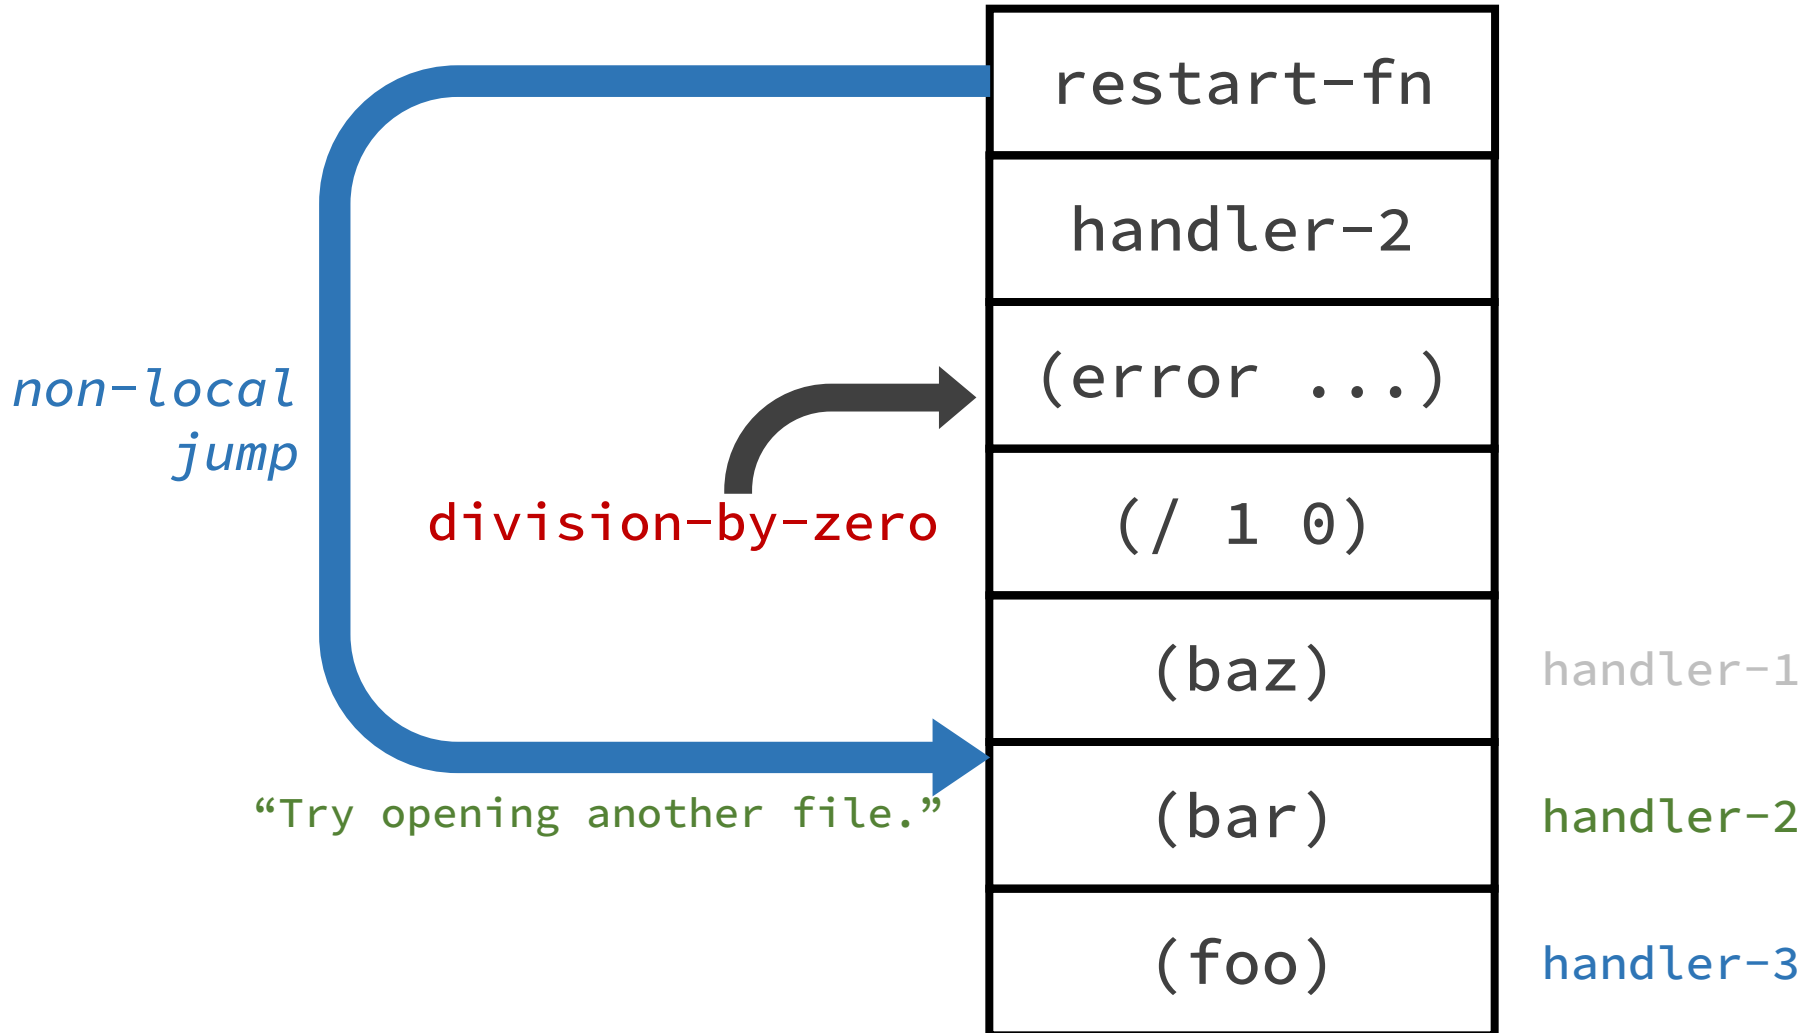 restart-fn
handler-2
(error ...)
non-local
jump
division-by-zero
(/ 1 0)
(baz)
handler-1
“Try opening another file.”
(bar)
handler-2
(foo)
handler-3